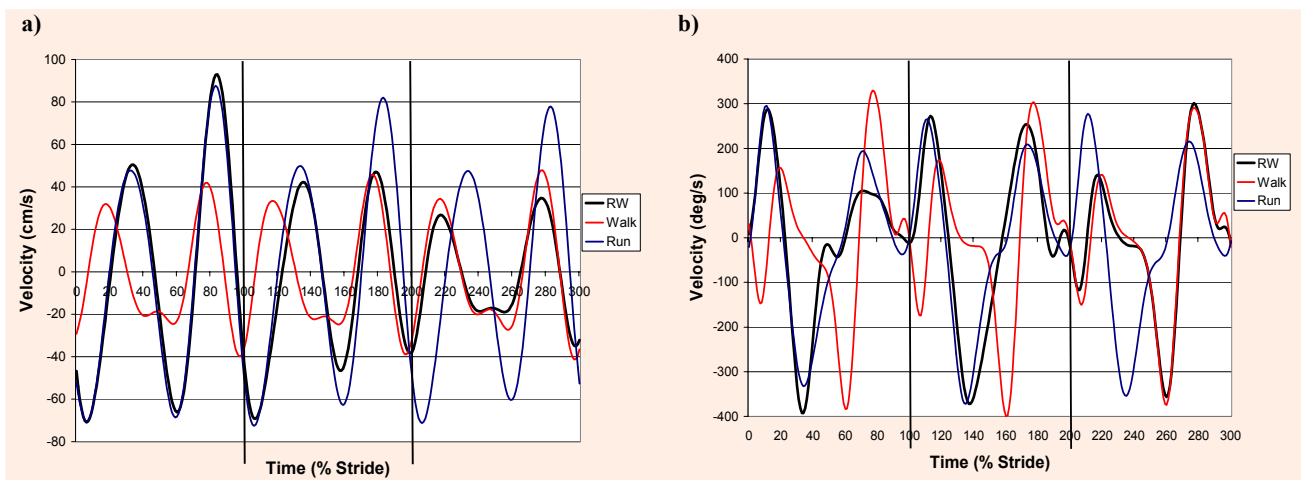 a)
100
80
60
40
20
0
-20
-40
-60
-80
0 20 40 60 80 100 120 140 160 180 200 220 240 260 280 300
Velocity (cm/s)
Time (% Stride)
RW
Walk
Run
b)
400
300
200
100
0
-100
-200
-300
-400
0 20 40 60 80 100 120 140 160 180 200 220 240 260 280 300
Velocity (deg/s)
Time (% Stride)
RW
Walk
Run